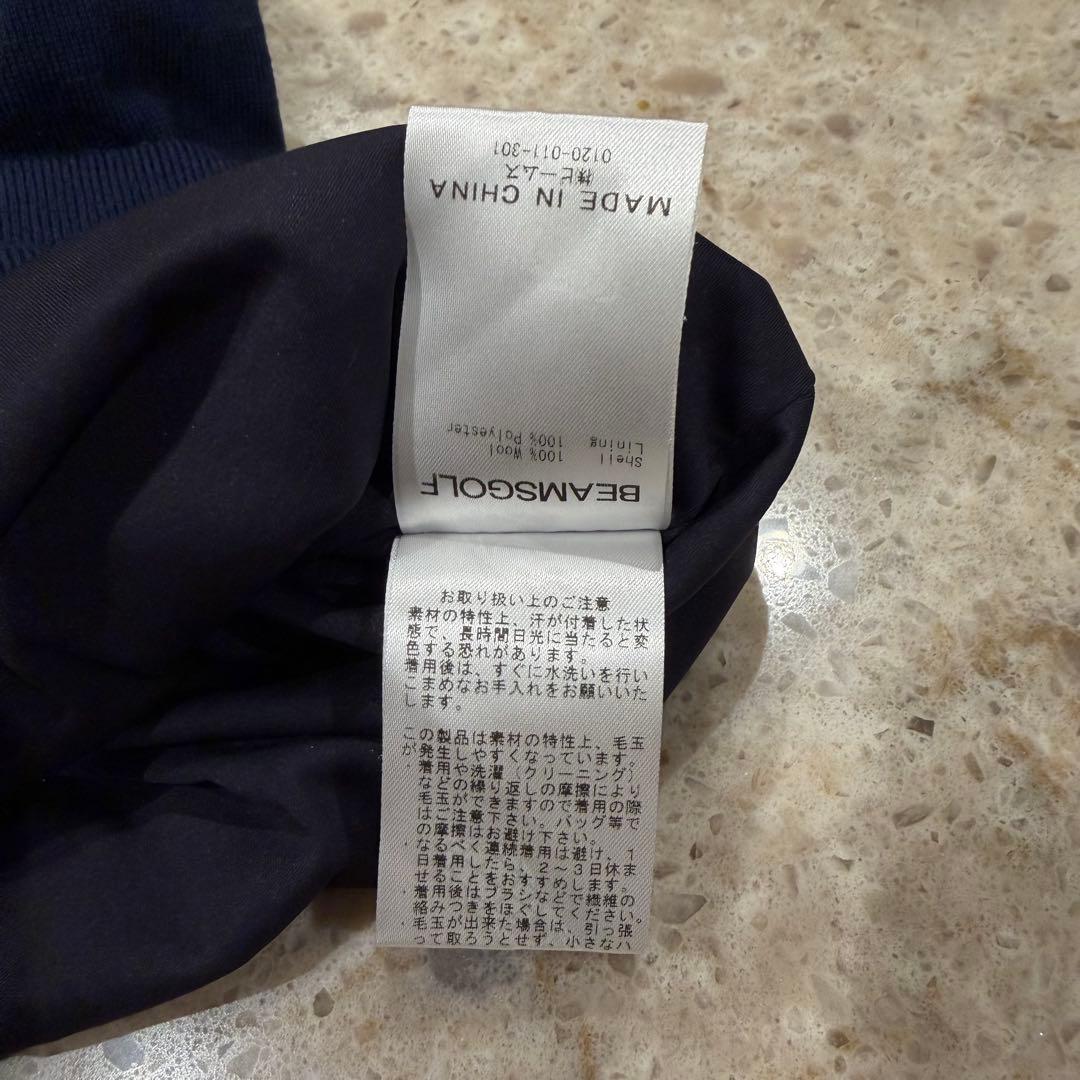 BEAMSGOLF
Shell 100% Wool
Lining 100% Polyester
MADE IN CHINA
㈱ビームス
0120-011-301
お取り扱い上のご注意
素材の特性上、汗が付着した状
態で、長時間日光に当たると変
色する恐れがあります。
着用後は、すぐに水洗いを行い
こまめなお手入れをお願いいた
します。
この製品は素材の特性上、毛玉
が発生しやすくなっています。
・着用や洗濯（クリーニング）
などの繰り返しの摩擦により
毛玉ができますので着用の際
はご注意下さい。バッグ等で
の摩擦はお避け下さい。
・なるべく連続着用は避け、1
日着用したら、2～3日休ま
せることをおすすめします。
・着用後はブラシなどで繊維の
絡みつきをほぐしてください。
・毛玉が出来た場合は、引っ張
って取ろうとせず、小さなハ